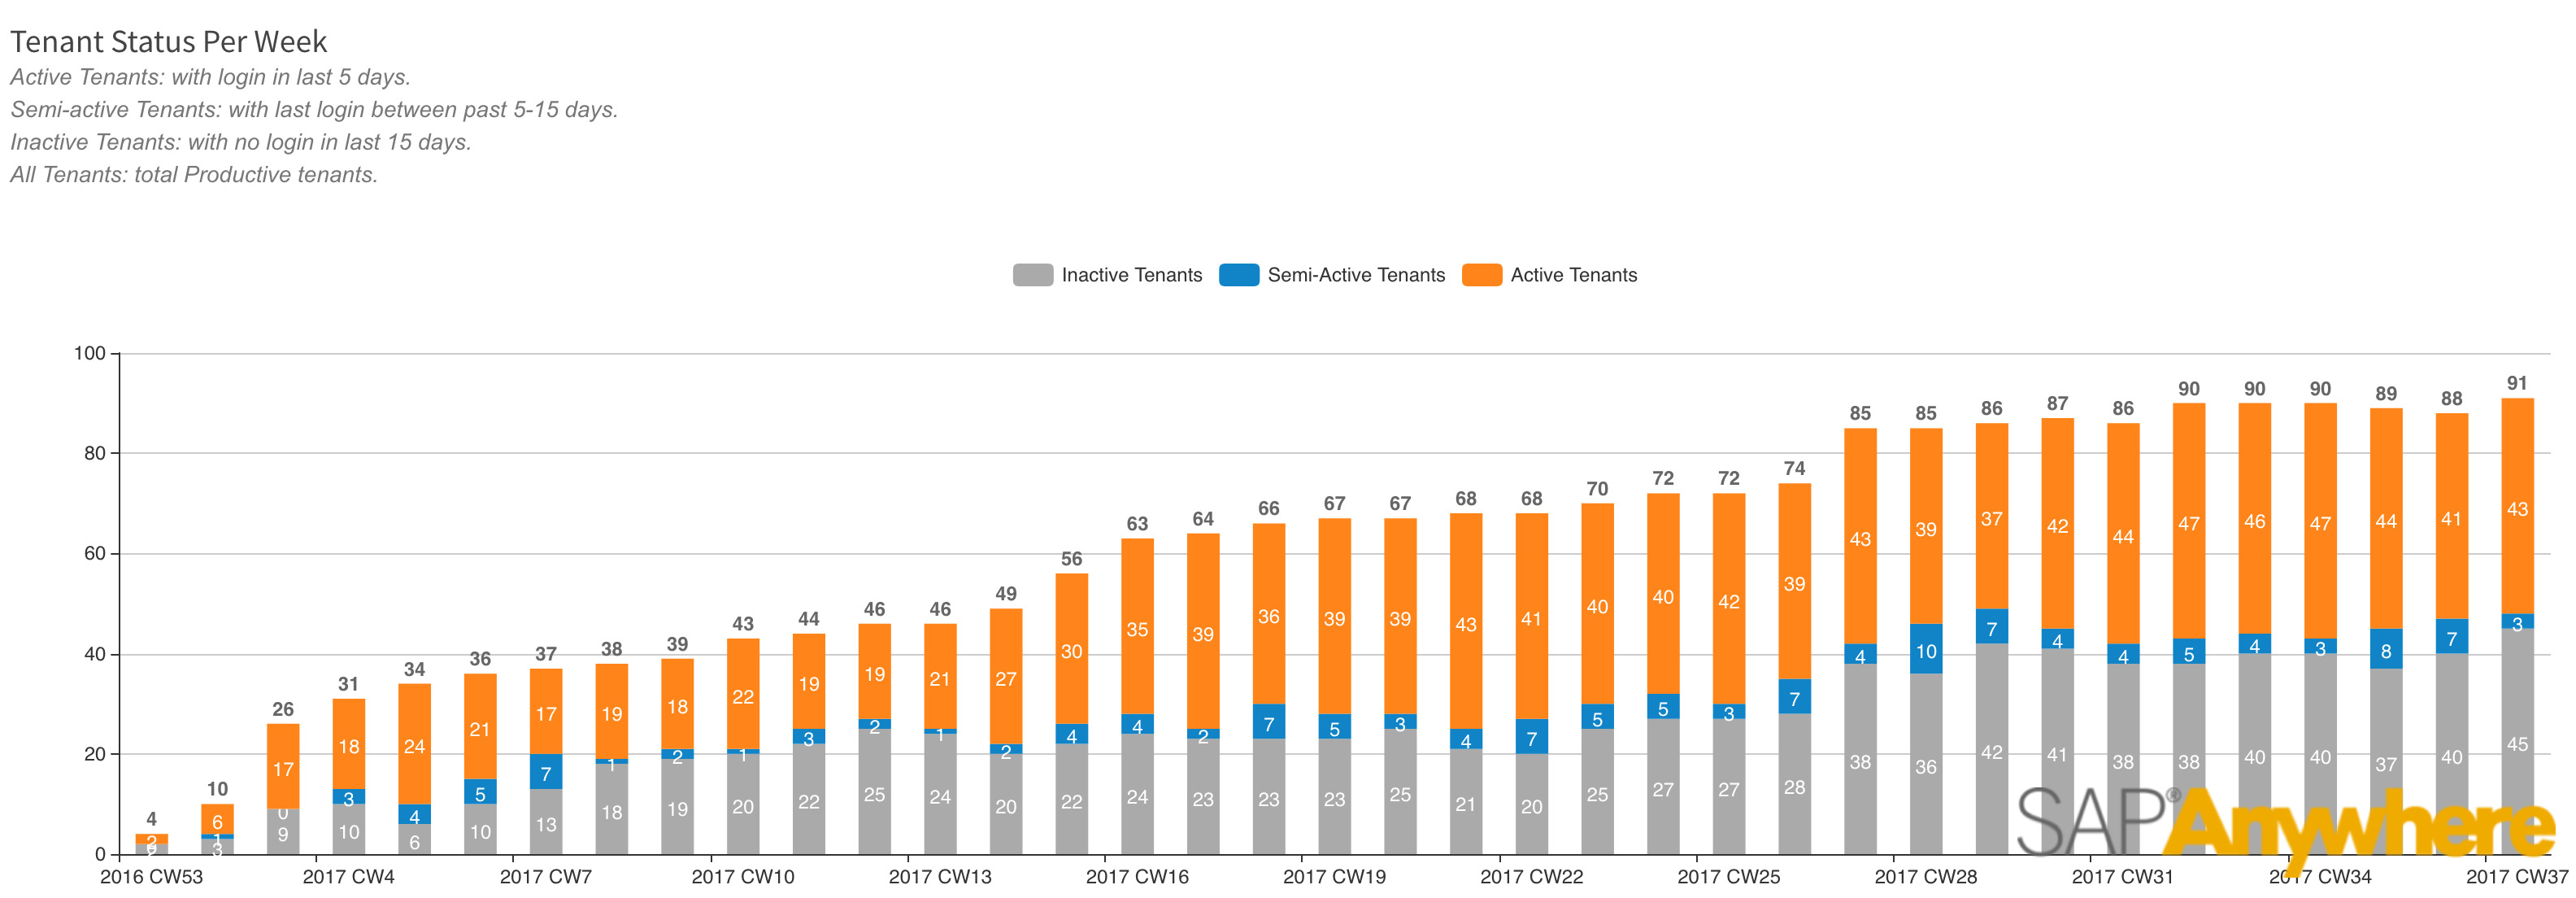 Tenant Status Per Week
Active Tenants: with login in last 5 days.
Semi-active Tenants: with last login between past 5-15 days.
Inactive Tenants: with no login in last 15 days.
All Tenants: total Productive tenants.
Inactive Tenants Semi-Active Tenants Active Tenants
100
80
60
40
20
0
4 10 26 31 34 36 37 38 39 43 44 46 46 49 56 63 64 66 67 67 68 68 70 72 72 74 85 85 86 87 86 90 90 90 89 88 91
2 6 17 18 24 21 17 19 18 22 19 19 21 27 30 35 39 36 39 39 43 41 40 40 42 39 43 39 37 42 44 47 46 47 44 41 43
1 0 3 4 5 7 1 2 1 3 2 1 2 4 4 2 7 5 3 4 7 5 5 3 7 4 10 7 4 4 5 4 3 8 7 3
3 9 10 6 10 13 18 19 20 22 25 24 20 22 24 23 23 23 25 21 20 25 27 27 28 38 36 42 41 38 38 40 40 37 40 45
2016 CW53 2017 CW4 2017 CW7 2017 CW10 2017 CW13 2017 CW16 2017 CW19 2017 CW22 2017 CW25 2017 CW28 2017 CW31 2017 CW34 2017 CW37
SAP® Anywhere